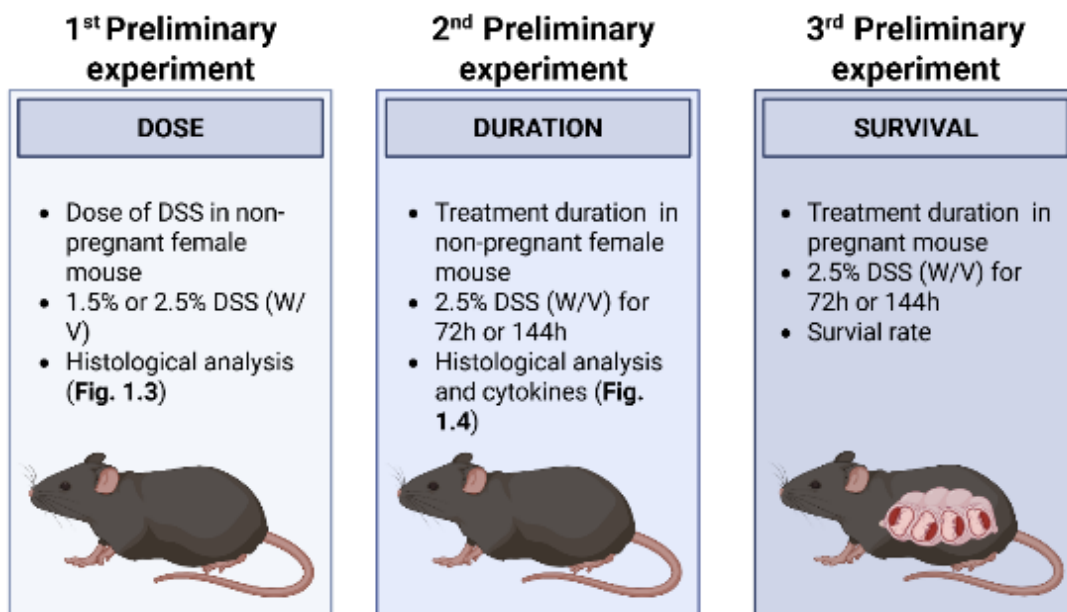 1st Preliminary
experiment
DOSE
• Dose of DSS in non-
pregnant female
mouse
• 1.5% or 2.5% DSS (W/
V)
• Histological analysis
(Fig. 1.3)
2nd Preliminary
experiment
DURATION
• Treatment duration in
non-pregnant female
mouse
• 2.5% DSS (W/V) for
72h or 144h
• Histological analysis
and cytokines (Fig.
1.4)
3rd Preliminary
experiment
SURVIVAL
• Treatment duration in
pregnant mouse
• 2.5% DSS (W/V) for
72h or 144h
• Survial rate